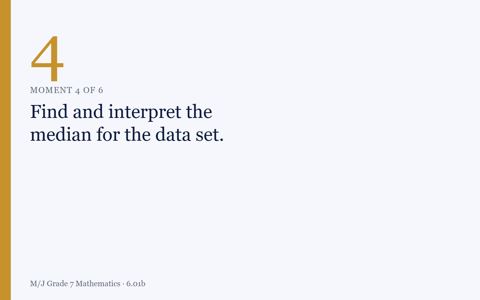 4
MOMENT 4 OF 6
Find and interpret the
median for the data set.
M/J Grade 7 Mathematics · 6.01b